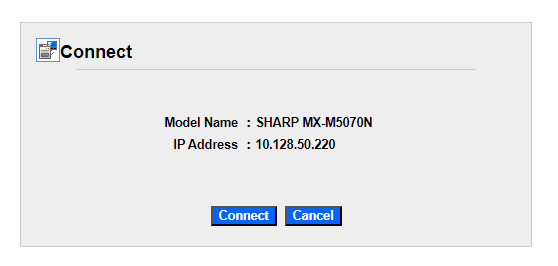 Connect
Model Name : SHARP MX-M5070N
IP Address : 10.128.50.220
Connect Cancel